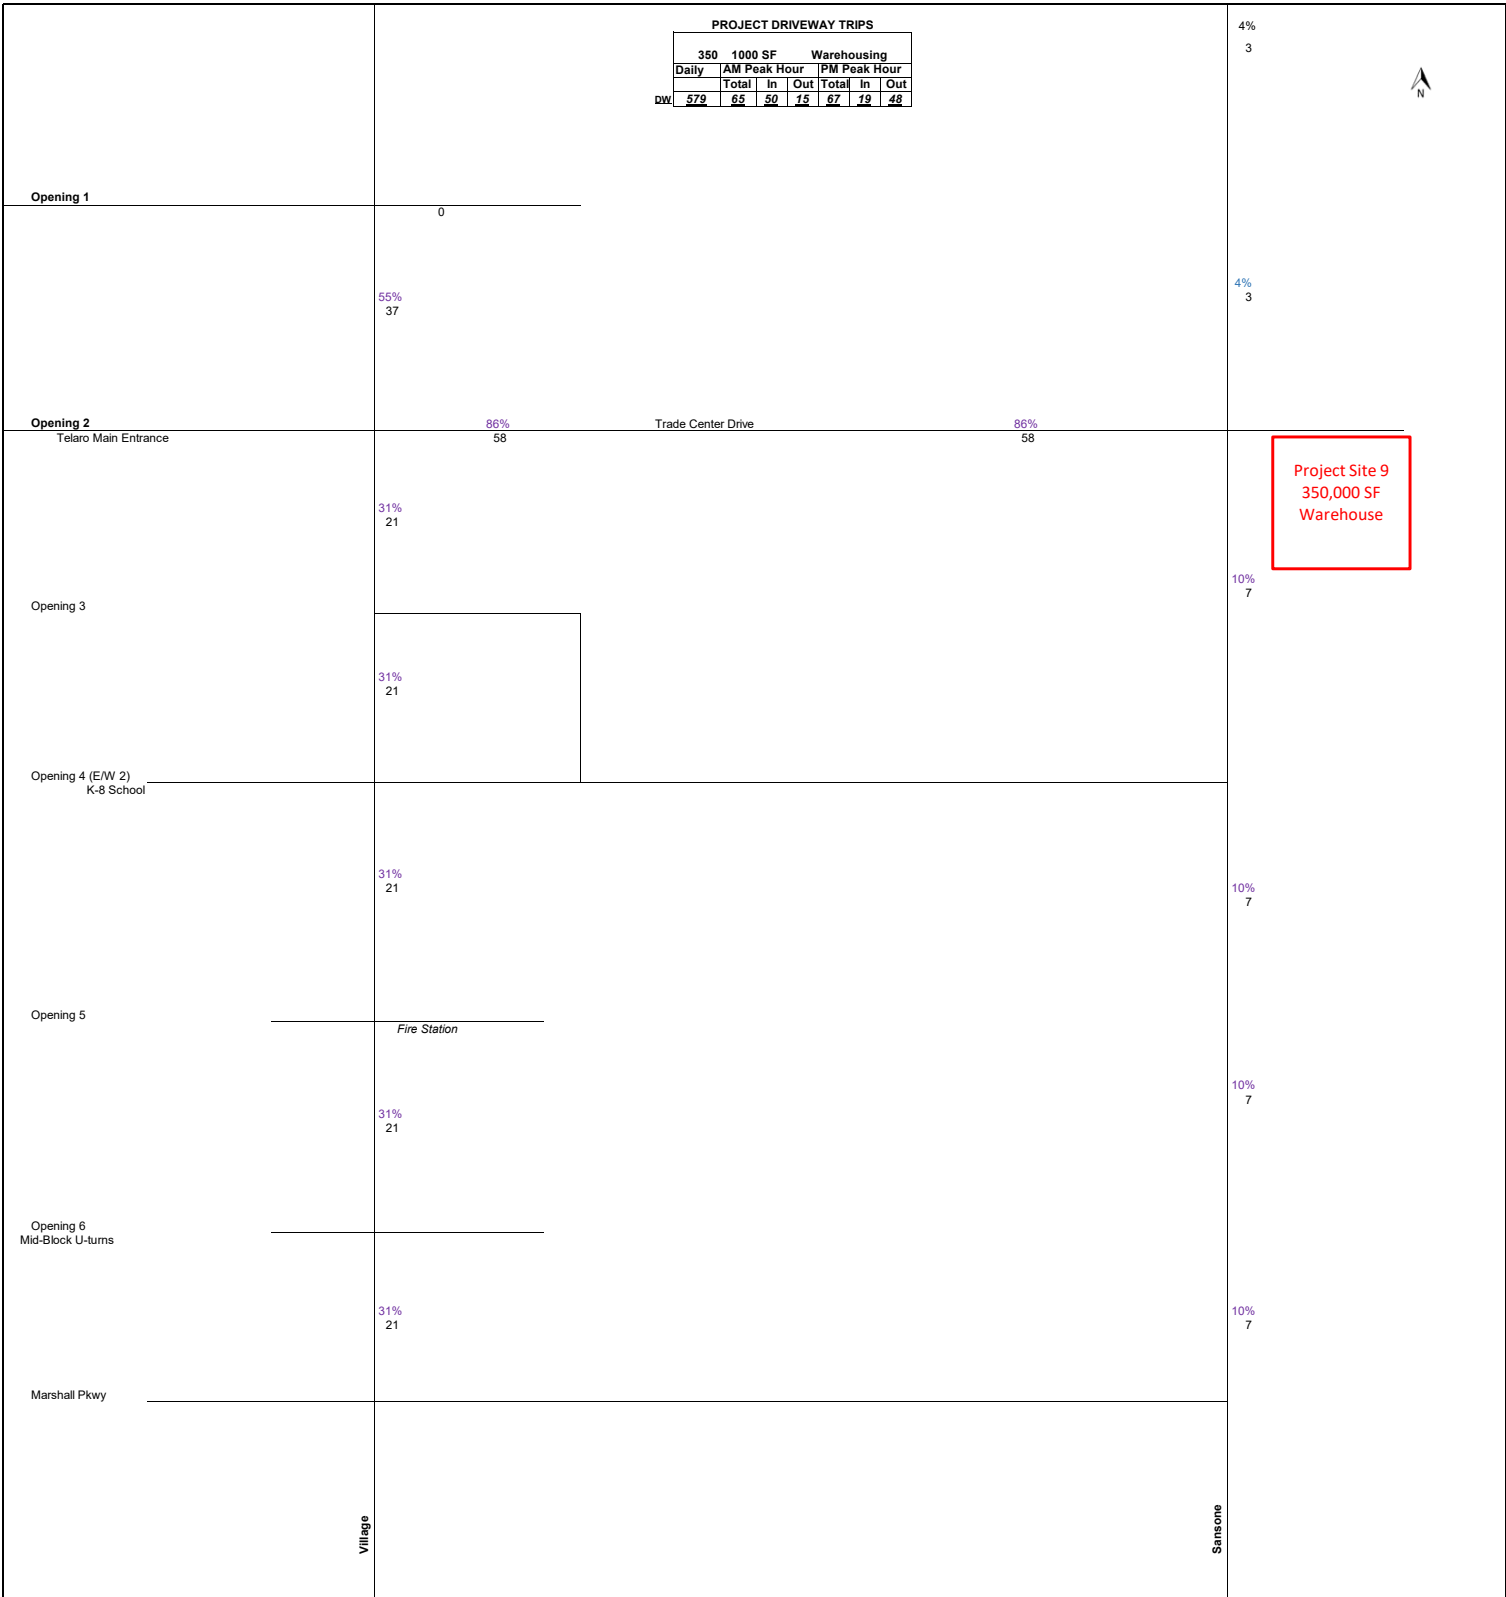 PROJECT DRIVEWAY TRIPS
4%
3
350 1000 SF Warehousing
Daily AM Peak Hour PM Peak Hour
Total In Out Total In Out
DW 579 65 50 15 67 19 48
N
Opening 1
0
55%
37
4%
3
Opening 2
Telaro Main Entrance
86%
58
Trade Center Drive
86%
58
Project Site 9
350,000 SF
Warehouse
31%
21
10%
7
Opening 3
31%
21
Opening 4 (E/W 2)
K-8 School
31%
21
10%
7
Opening 5
Fire Station
10%
7
31%
21
Opening 6
Mid-Block U-turns
31%
21
10%
7
Marshall Pkwy
Village
Sansone